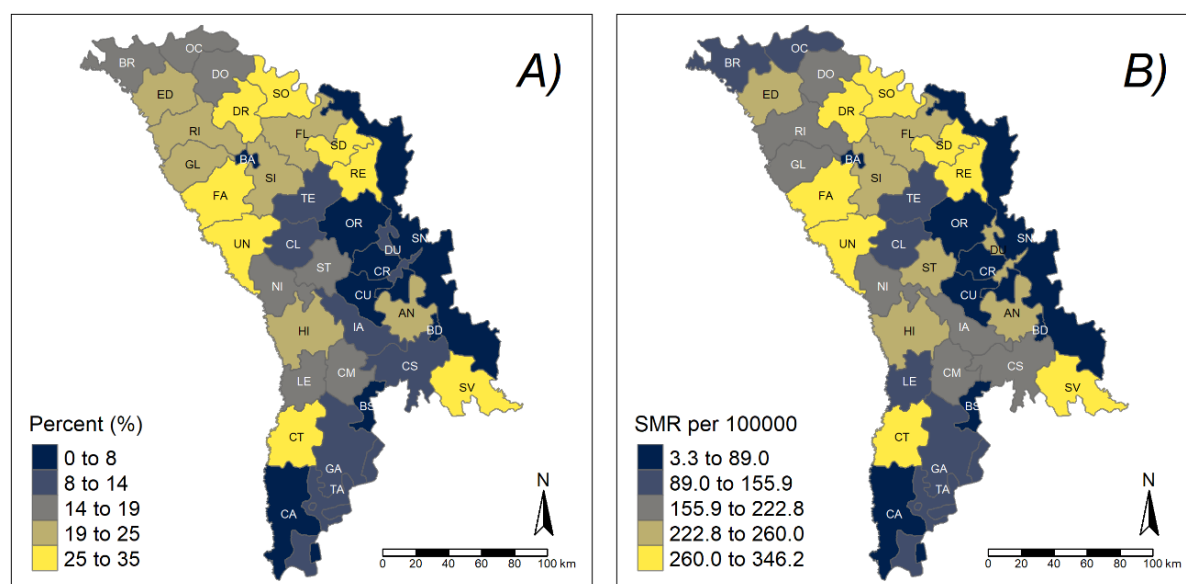 A)
OC
BR
DO
ED
SO
DR
RI
FL
SD
BA
GL
SI
RE
FA
TE
OR
UN
CL
SN
DU
ST
CR
NI
CU
AN
HI
IA
BD
CS
LE
CM
SV
BS
CT
GA
TA
CA
Percent (%)
0 to 8
8 to 14
14 to 19
19 to 25
25 to 35
N
0 20 40 60 80 100 km
B)
OC
BR
DO
ED
SO
DR
RI
FL
SD
BA
GL
SI
RE
FA
TE
OR
UN
CL
SN
DU
ST
CR
NI
CU
AN
HI
IA
BD
CS
LE
CM
SV
BS
CT
GA
TA
CA
SMR per 100000
3.3 to 89.0
89.0 to 155.9
155.9 to 222.8
222.8 to 260.0
260.0 to 346.2
N
0 20 40 60 80 100 km